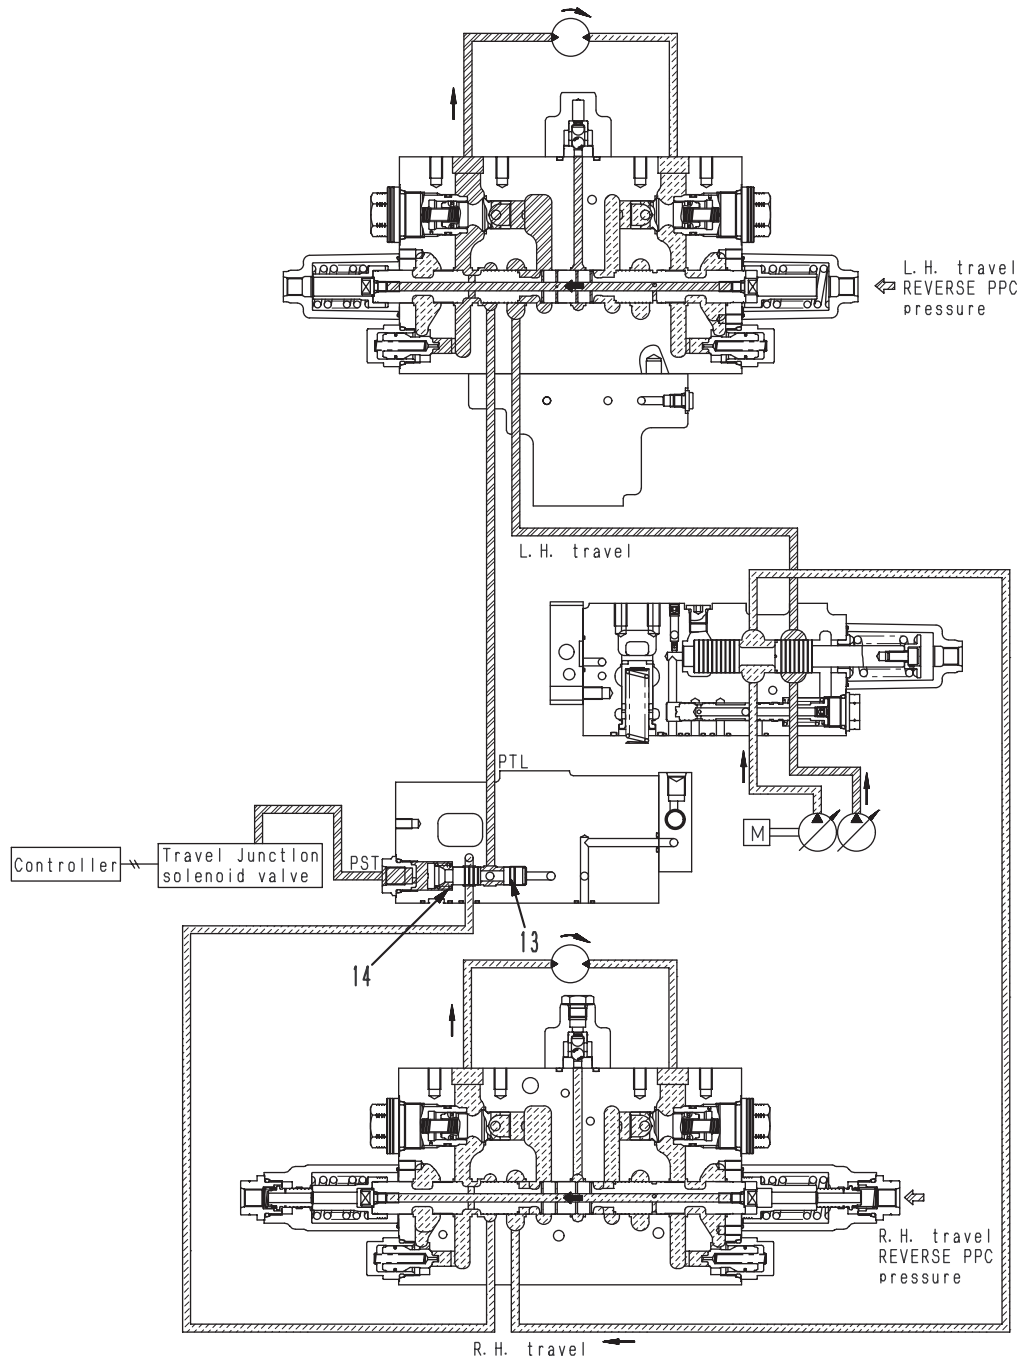 L.H. travel
REVERSE PPC
pressure
L.H. travel
PTL
M
Controller
Travel Junction
solenoid valve
PST
13
14
R.H. travel
REVERSE PPC
pressure
R.H. travel